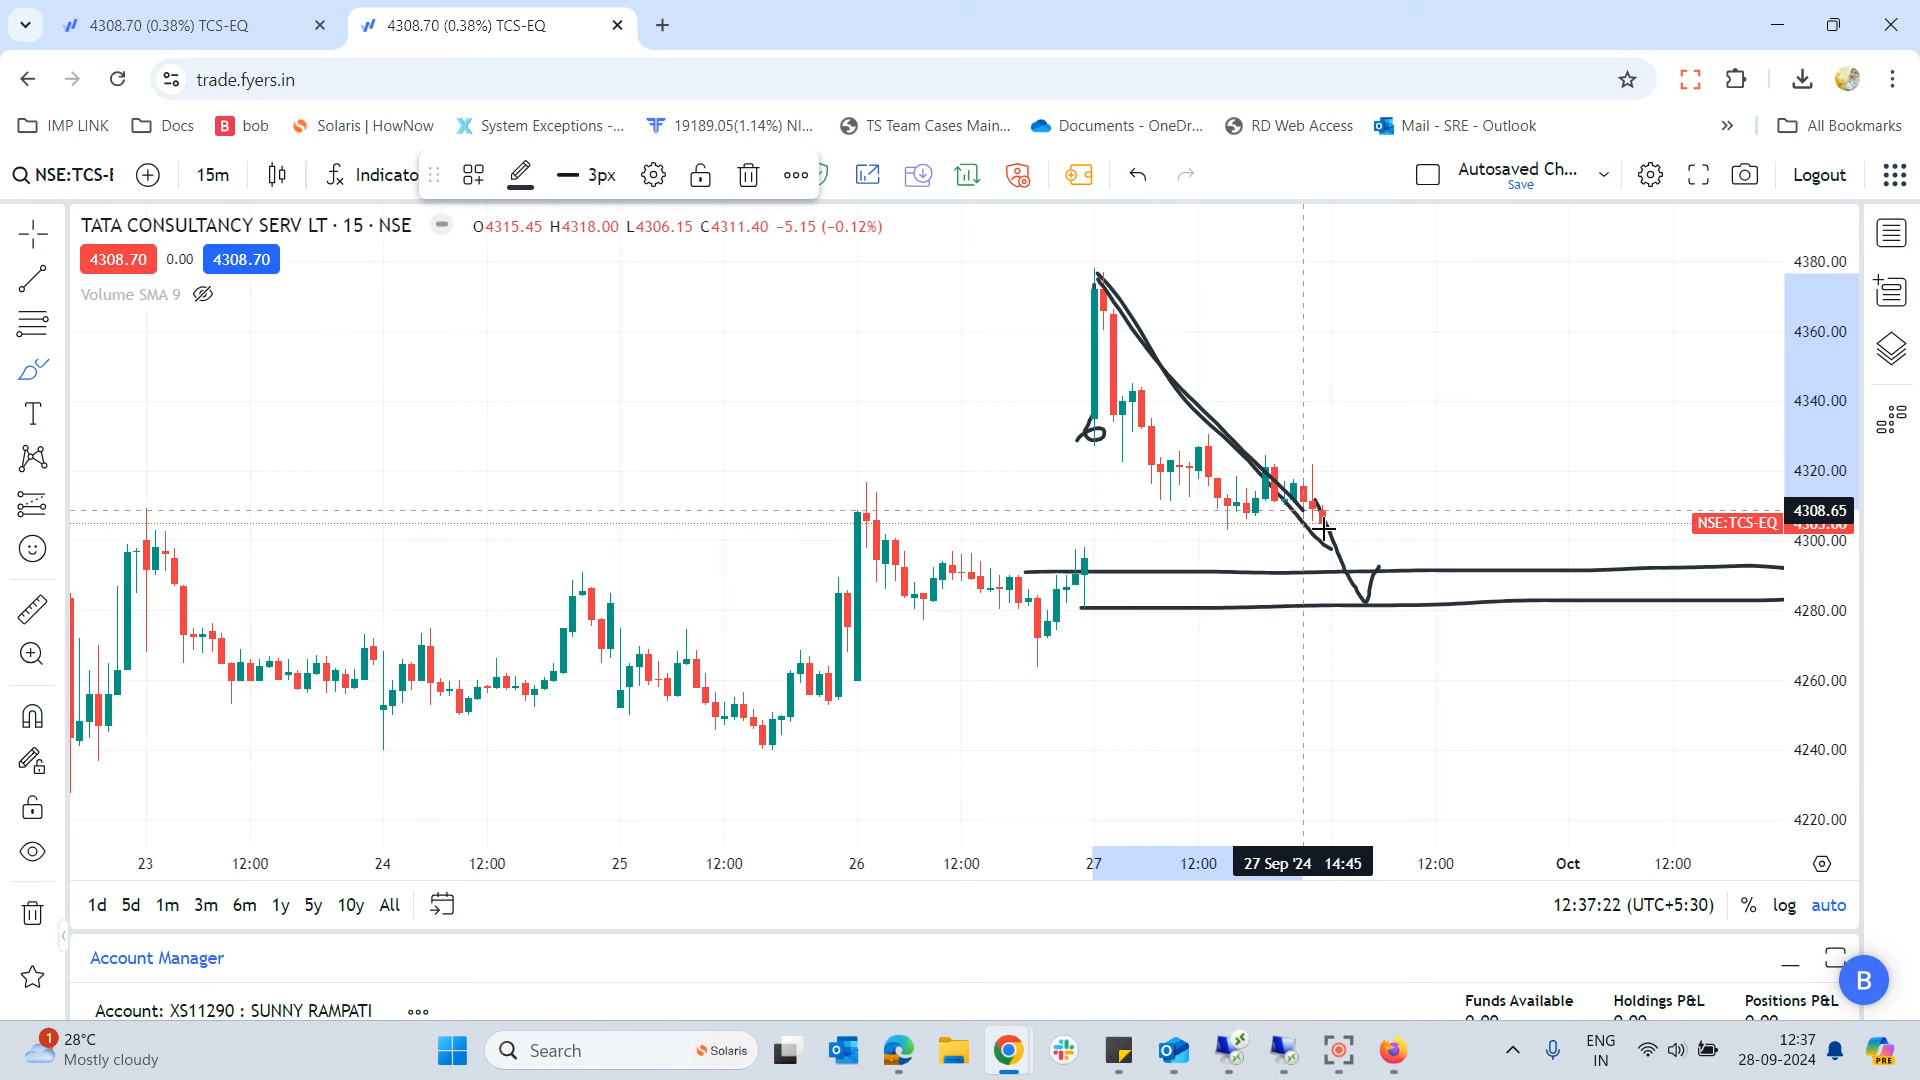 4308.70 (0.38%) TCS-EQ
4308.70 (0.38%) TCS-EQ
trade.fyers.in
IMP LINK
Docs
bob
Solaris | HowNow
System Exceptions -...
19189.05(1.14%) NI...
TS Team Cases Main...
Documents - OneDr...
RD Web Access
Mail - SRE - Outlook
All Bookmarks
NSE:TCS-E
15m
Indicato
3px
Autosaved Ch...
Save
Logout
TATA CONSULTANCY SERV LT · 15 · NSE
O4315.45 H4318.00 L4306.15 C4311.40 −5.15 (−0.12%)
4308.70
0.00
4308.70
Volume SMA 9
4380.00
4360.00
4340.00
4320.00
4308.65
NSE:TCS-EQ
4300.00
4280.00
4260.00
4240.00
4220.00
23
12:00
24
12:00
25
12:00
26
12:00
27
12:00
27 Sep '24 14:45
12:00
Oct
12:00
1d 5d 1m 3m 6m 1y 5y 10y All
12:37:22 (UTC+5:30)
%
log
auto
Account Manager
B
Account: XS11290 : SUNNY RAMPATI
Funds Available
Holdings P&L
Positions P&L
1
28°C
Mostly cloudy
Search
Solaris
ENG
IN
12:37
28-09-2024
PRE